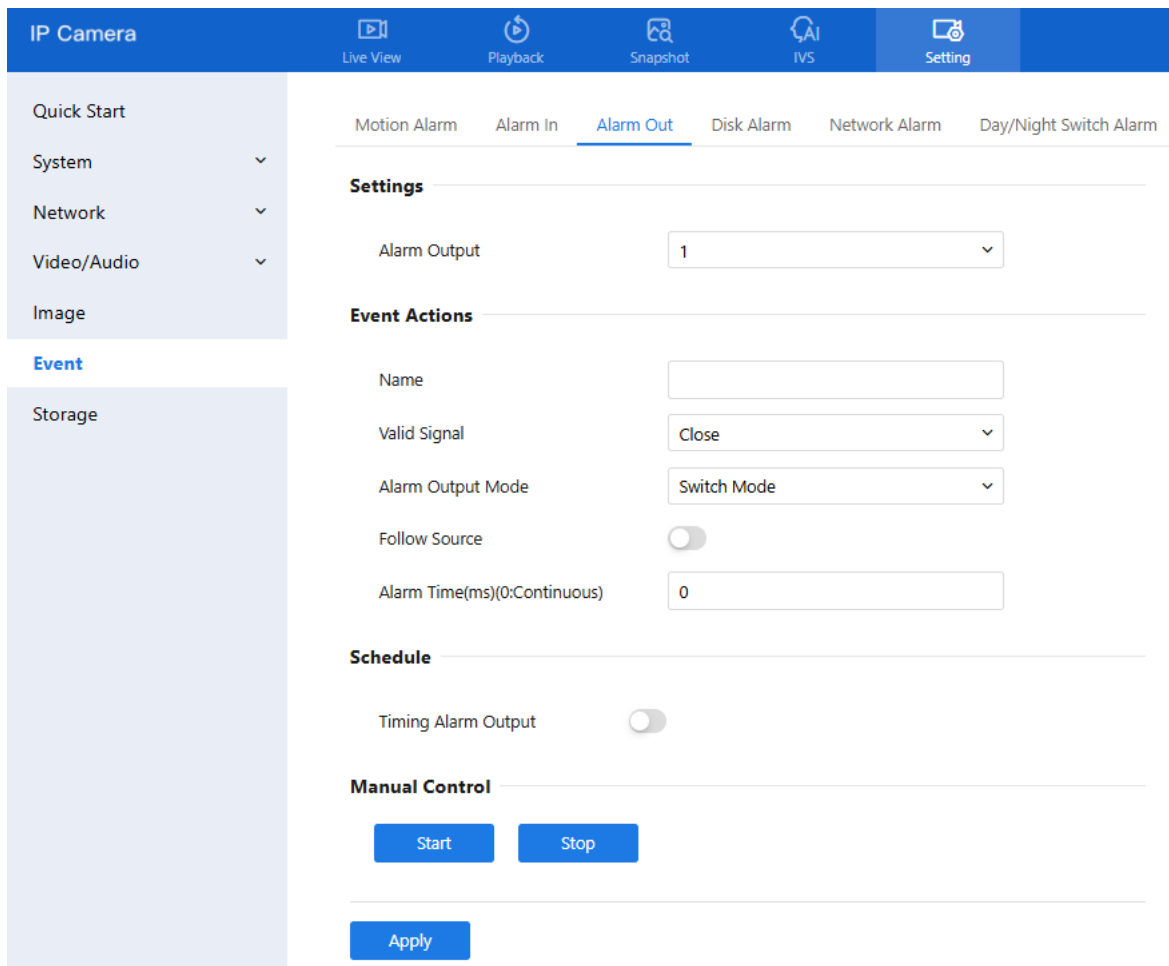 IP Camera
Live View
Playback
Snapshot
IVS
Setting
Quick Start
System
Network
Video/Audio
Image
Event
Storage
Motion Alarm
Alarm In
Alarm Out
Disk Alarm
Network Alarm
Day/Night Switch Alarm
Settings
Alarm Output
1
Event Actions
Name
Valid Signal
Close
Alarm Output Mode
Switch Mode
Follow Source
Alarm Time(ms)(0:Continuous)
0
Schedule
Timing Alarm Output
Manual Control
Start
Stop
Apply